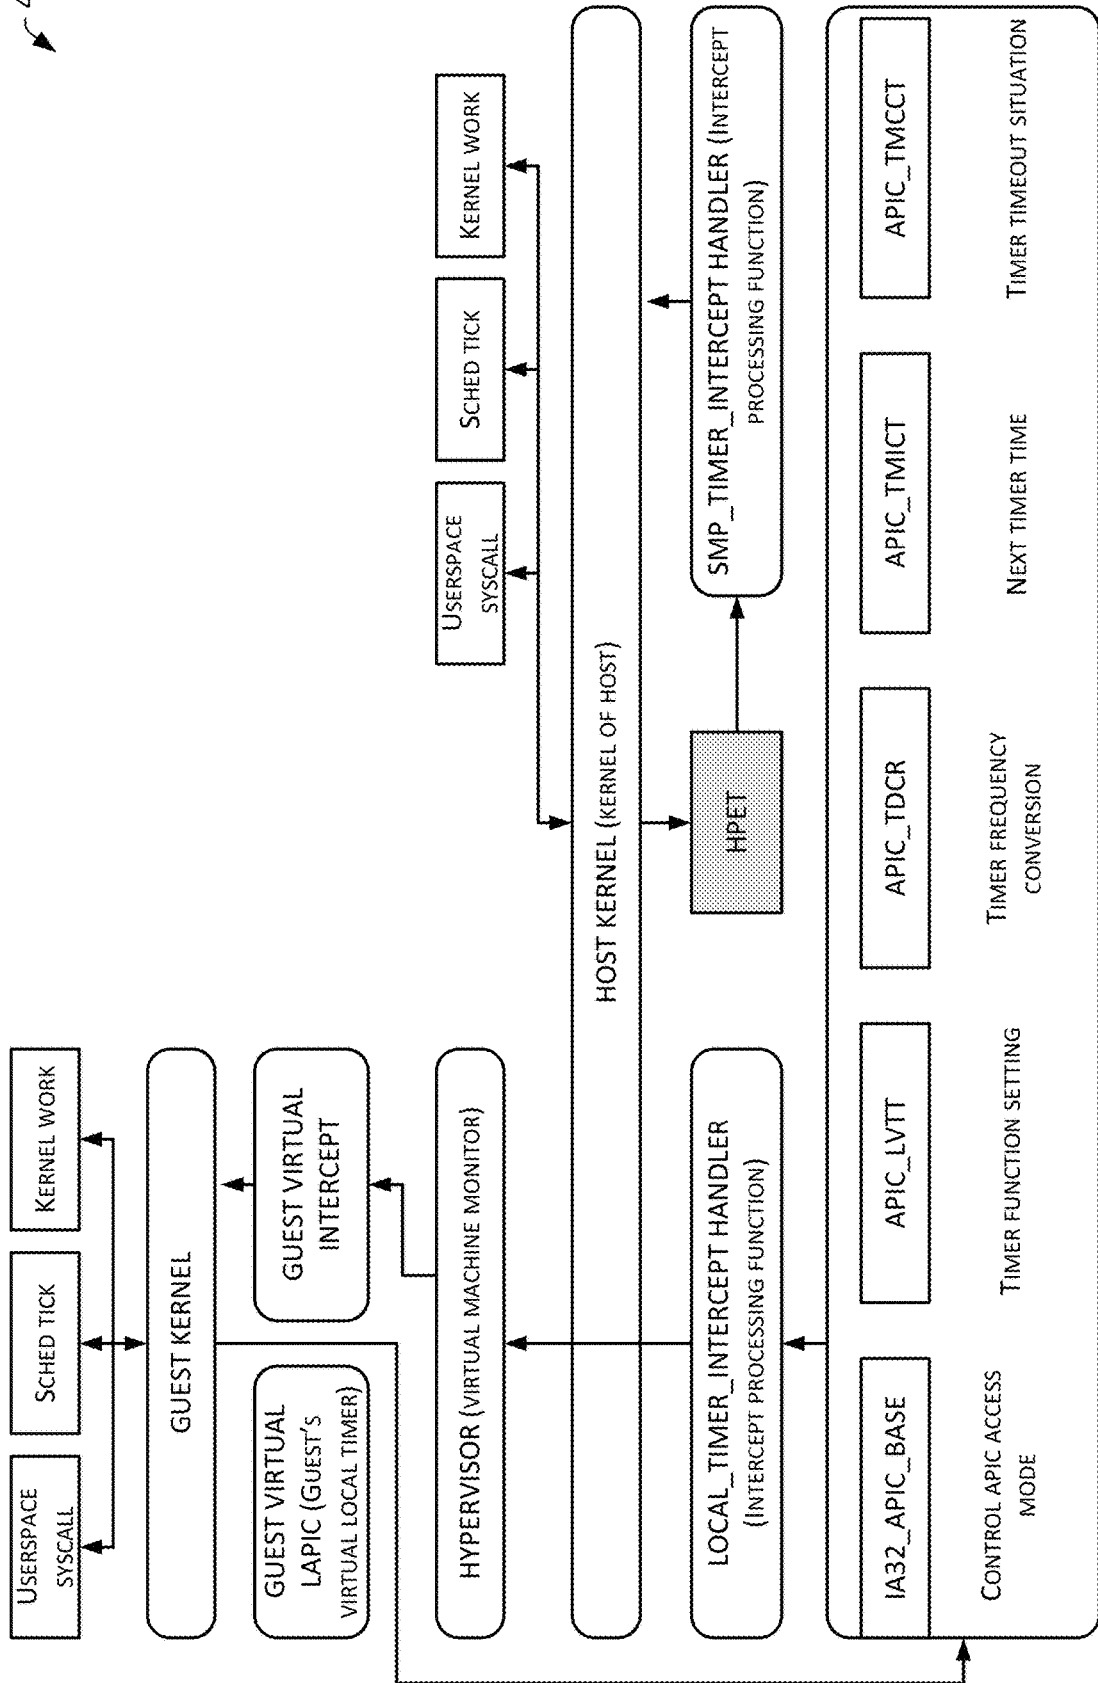 4
USERSPACE
SYSCALL
SCHED TICK
KERNEL WORK
GUEST KERNEL
GUEST VIRTUAL
LAPIC (GUEST'S
VIRTUAL LOCAL TIMER)
GUEST VIRTUAL
INTERCEPT
USERSPACE
SYSCALL
SCHED TICK
KERNEL WORK
HYPERVISOR (VIRTUAL MACHINE MONITOR)
HOST KERNEL (KERNEL OF HOST)
LOCAL_TIMER_INTERCEPT HANDLER
(INTERCEPT PROCESSING FUNCTION)
HPET
SMP_TIMER_INTERCEPT HANDLER (INTERCEPT
PROCESSING FUNCTION)
IA32_APIC_BASE
CONTROL APIC ACCESS
MODE
APIC_LVTT
TIMER FUNCTION SETTING
APIC_TDCR
TIMER FREQUENCY
CONVERSION
APIC_TMICT
NEXT TIMER TIME
APIC_TMCCT
TIMER TIMEOUT SITUATION